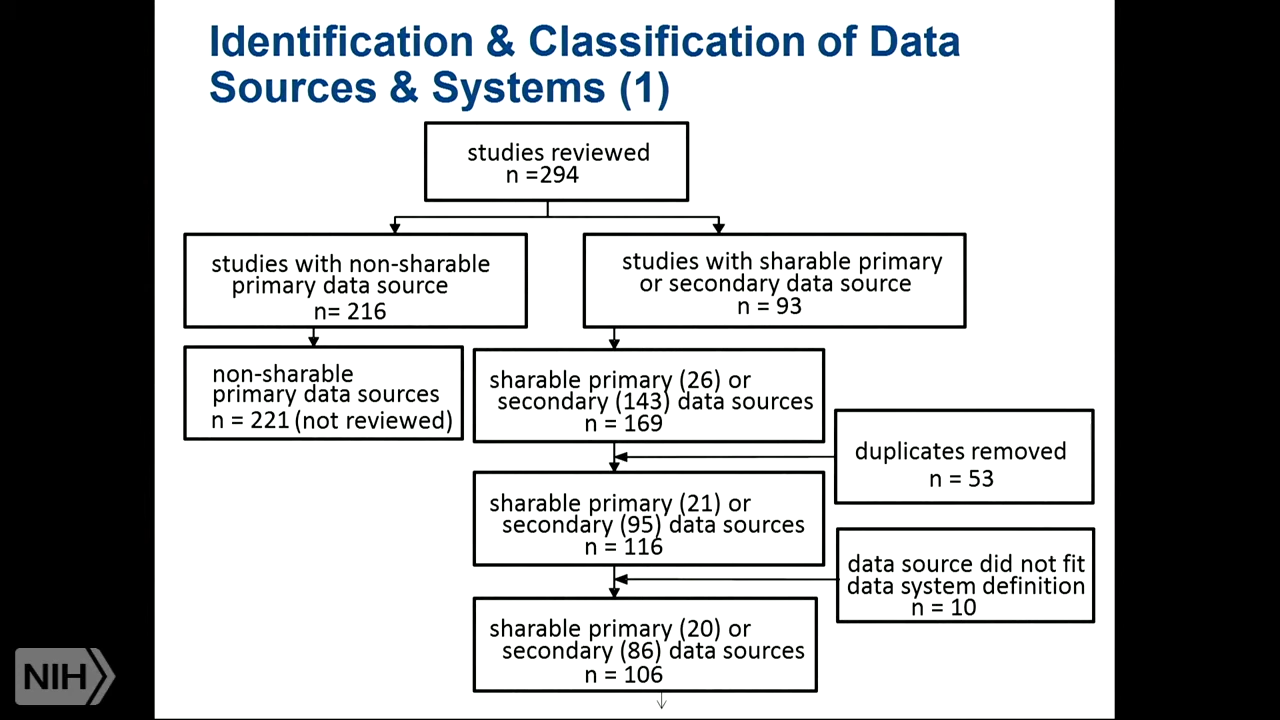 Identification & Classification of Data
Sources & Systems (1)
studies reviewed
n =294
studies with non-sharable
primary data source
n= 216
studies with sharable primary
or secondary data source
n = 93
non-sharable
primary data sources
n = 221 (not reviewed)
sharable primary (26) or
secondary (143) data sources
n = 169
duplicates removed
n = 53
sharable primary (21) or
secondary (95) data sources
n = 116
data source did not fit
data system definition
n = 10
sharable primary (20) or
secondary (86) data sources
n = 106
NIH